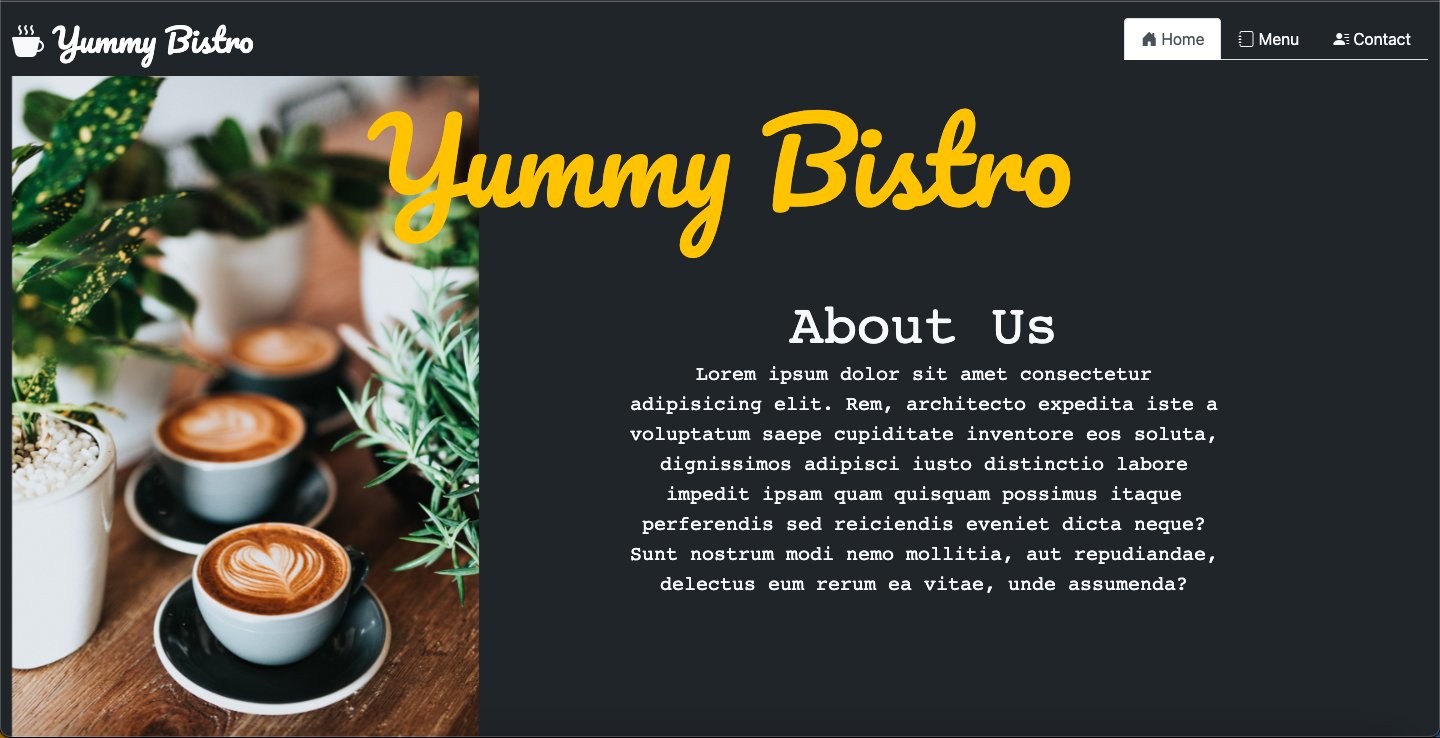 Yummy Bistro
Home Menu Contact
Yummy Bistro
About Us
Lorem ipsum dolor sit amet consectetur
adipisicing elit. Rem, architecto expedita iste a
voluptatum saepe cupiditate inventore eos soluta,
dignissimos adipisci iusto distinctio labore
impedit ipsam quam quisquam possimus itaque
perferendis sed reiciendis eveniet dicta neque?
Sunt nostrum modi nemo mollitia, aut repudiandae,
delectus eum rerum ea vitae, unde assumenda?